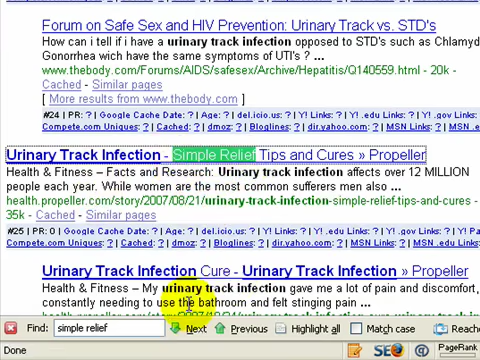 Forum on Safe Sex and HIV Prevention: Urinary Track vs. STD's
How can i tell if i have a urinary track infection opposed to STD's such as Chlamyd
Gonorrhea wich have the same symptoms of UTI's ? ...
www.thebody.com/Forums/AIDS/safesex/Archive/Hepatitis/Q140559.html - 20k -
Cached - Similar pages
[ More results from www.thebody.com ]
#24 | PR: ? | Google Cache Date: ? | Age: ? | del.icio.us: ? | Y! Links: ? | Y! .edu Links: ? | Y! .gov Links:
Compete.com Uniques: ? | Cached: ? | dmoz: ? | Bloglines: ? | dir.yahoo.com: ? | MSN Links: ? | MSN
Urinary Track Infection - Simple Relief Tips and Cures » Propeller
Health & Fitness – Facts and Research: Urinary track infection affects over 12 MILLION
people each year. While women are the most common sufferers men also ...
health.propeller.com/story/2007/08/21/urinary-track-infection-simple-relief-tips-and-cures -
35k - Cached - Similar pages
#25 | PR: 0 | Google Cache Date: ? | Age: ? | del.icio.us: ? | Y! Links: ? | Y! .edu Links: ? | Y! .gov Links: ?
Compete.com Uniques: ? | Cached: ? | dmoz: ? | Bloglines: ? | dir.yahoo.com: ? | MSN Links: ? | MSN .e
Urinary Track Infection Cure - Urinary Track Infection » Propeller
Health & Fitness – My urinary track infection gave me a lot of pain and discomfort,
constantly needing to use the bathroom and felt stinging pain ...
Find: simple relief Next Previous Highlight all Match case Reach
Done SEO PageRank